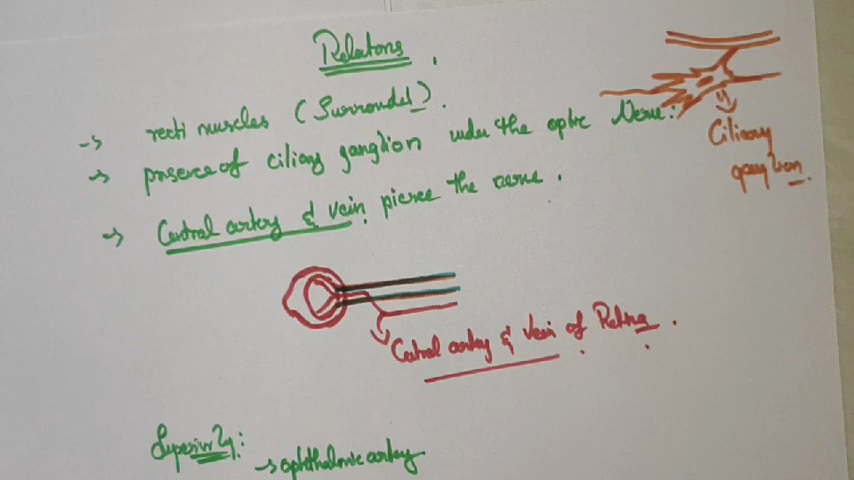 Relations.
-> recti muscles (Surrounded).
-> presence of ciliary ganglion under the optic Nerve.
Ciliary
ganglion.
-> Central artery & vein pierce the nerve.
Central artery & vein of Retina.
Superiorly:
-> ophthalmic artery